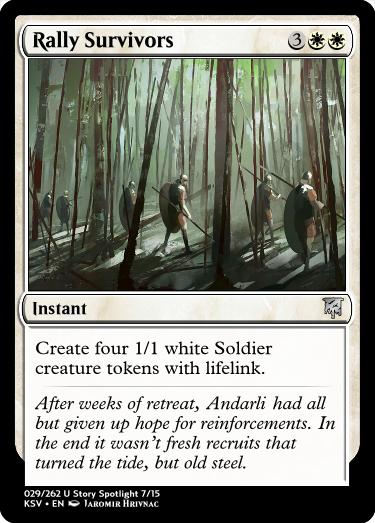 Rally Survivors 3
Instant
Create four 1/1 white Soldier
creature tokens with lifelink.
After weeks of retreat, Andarli had all
but given up hope for reinforcements. In
the end it wasn't fresh recruits that
turned the tide, but old steel.
029/262 U Story Spotlight 7/15
KSV • EN Jaromir Hrivnac